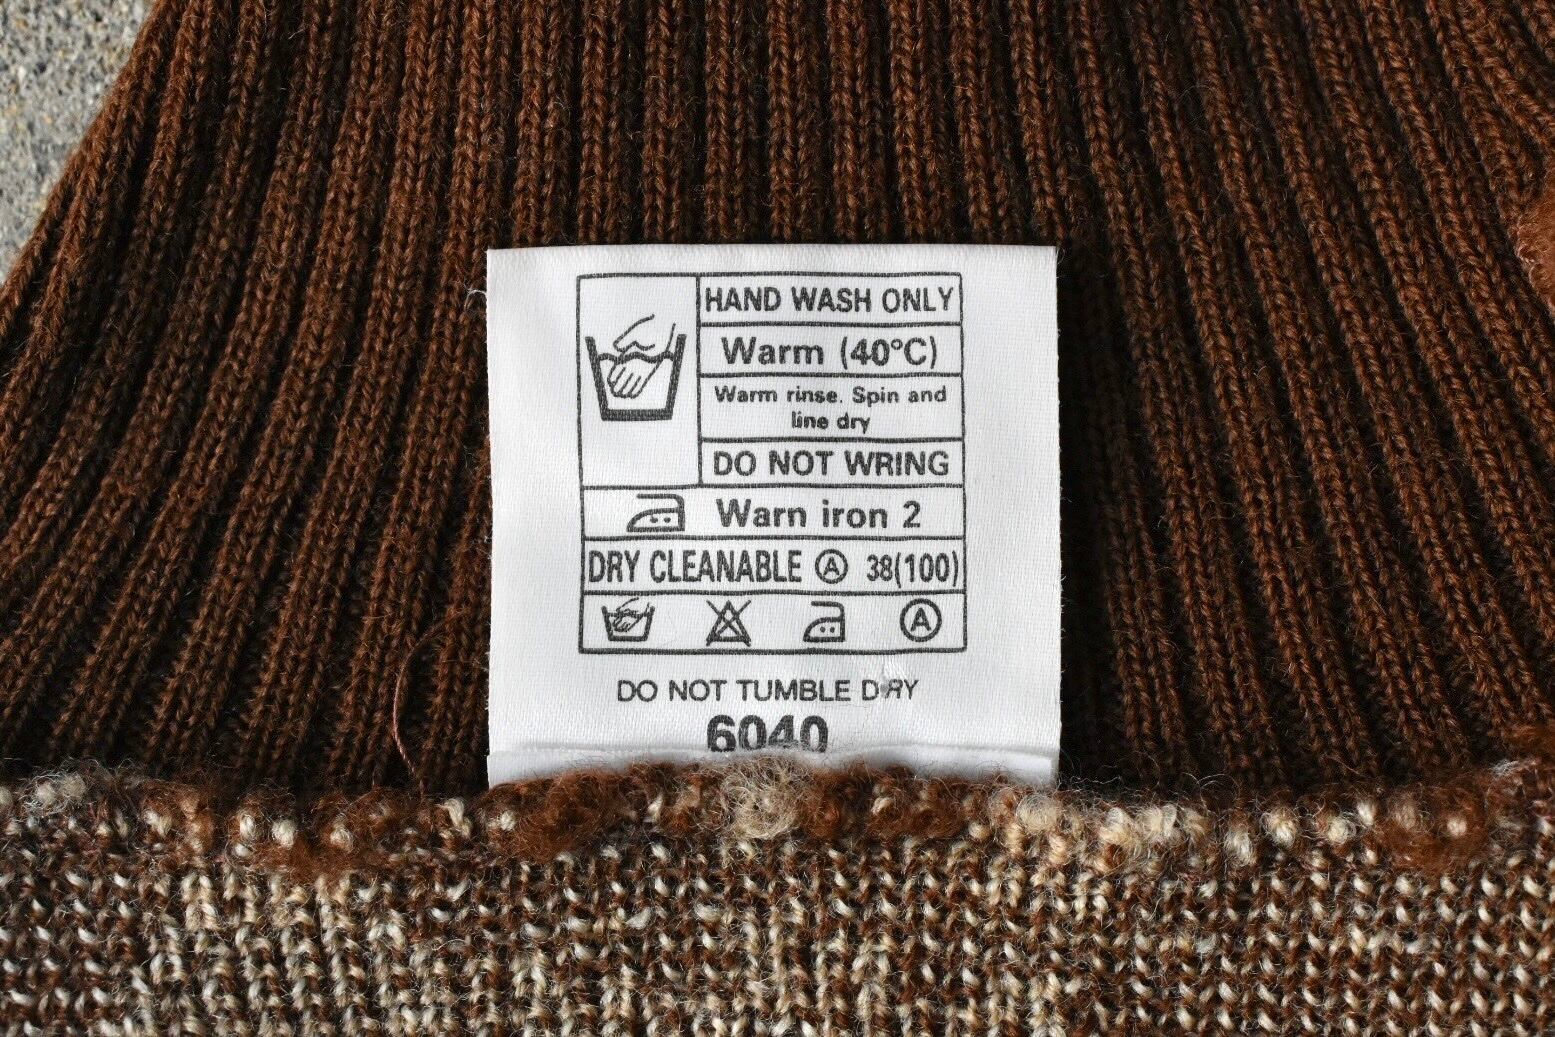 HAND WASH ONLY
Warm (40°C)
Warm rinse. Spin and
line dry
DO NOT WRING
Warn iron 2
DRY CLEANABLE Ⓐ 38(100)
Ⓐ
DO NOT TUMBLE DRY
6040